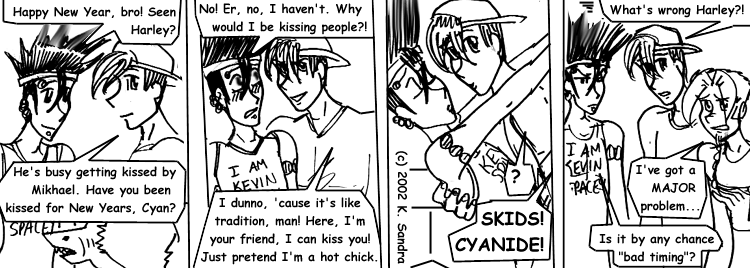 Happy New Year, bro! Seen
Harley?
He's busy getting kissed by
Mikhael. Have you been
kissed for New Years, Cyan?
SPACE
No! Er, no, I haven't. Why
would I be kissing people?!
I AM
KEVIN
I dunno, 'cause it's like
tradition, man! Here, I'm
your friend, I can kiss you!
Just pretend I'm a hot chick.
(c) 2002 K. Sandra
?
SKIDS!
CYANIDE!
What's wrong Harley?!
I AM
KEVIN
PACE
I've got a
MAJOR
problem...
Is it by any chance
"bad timing"?